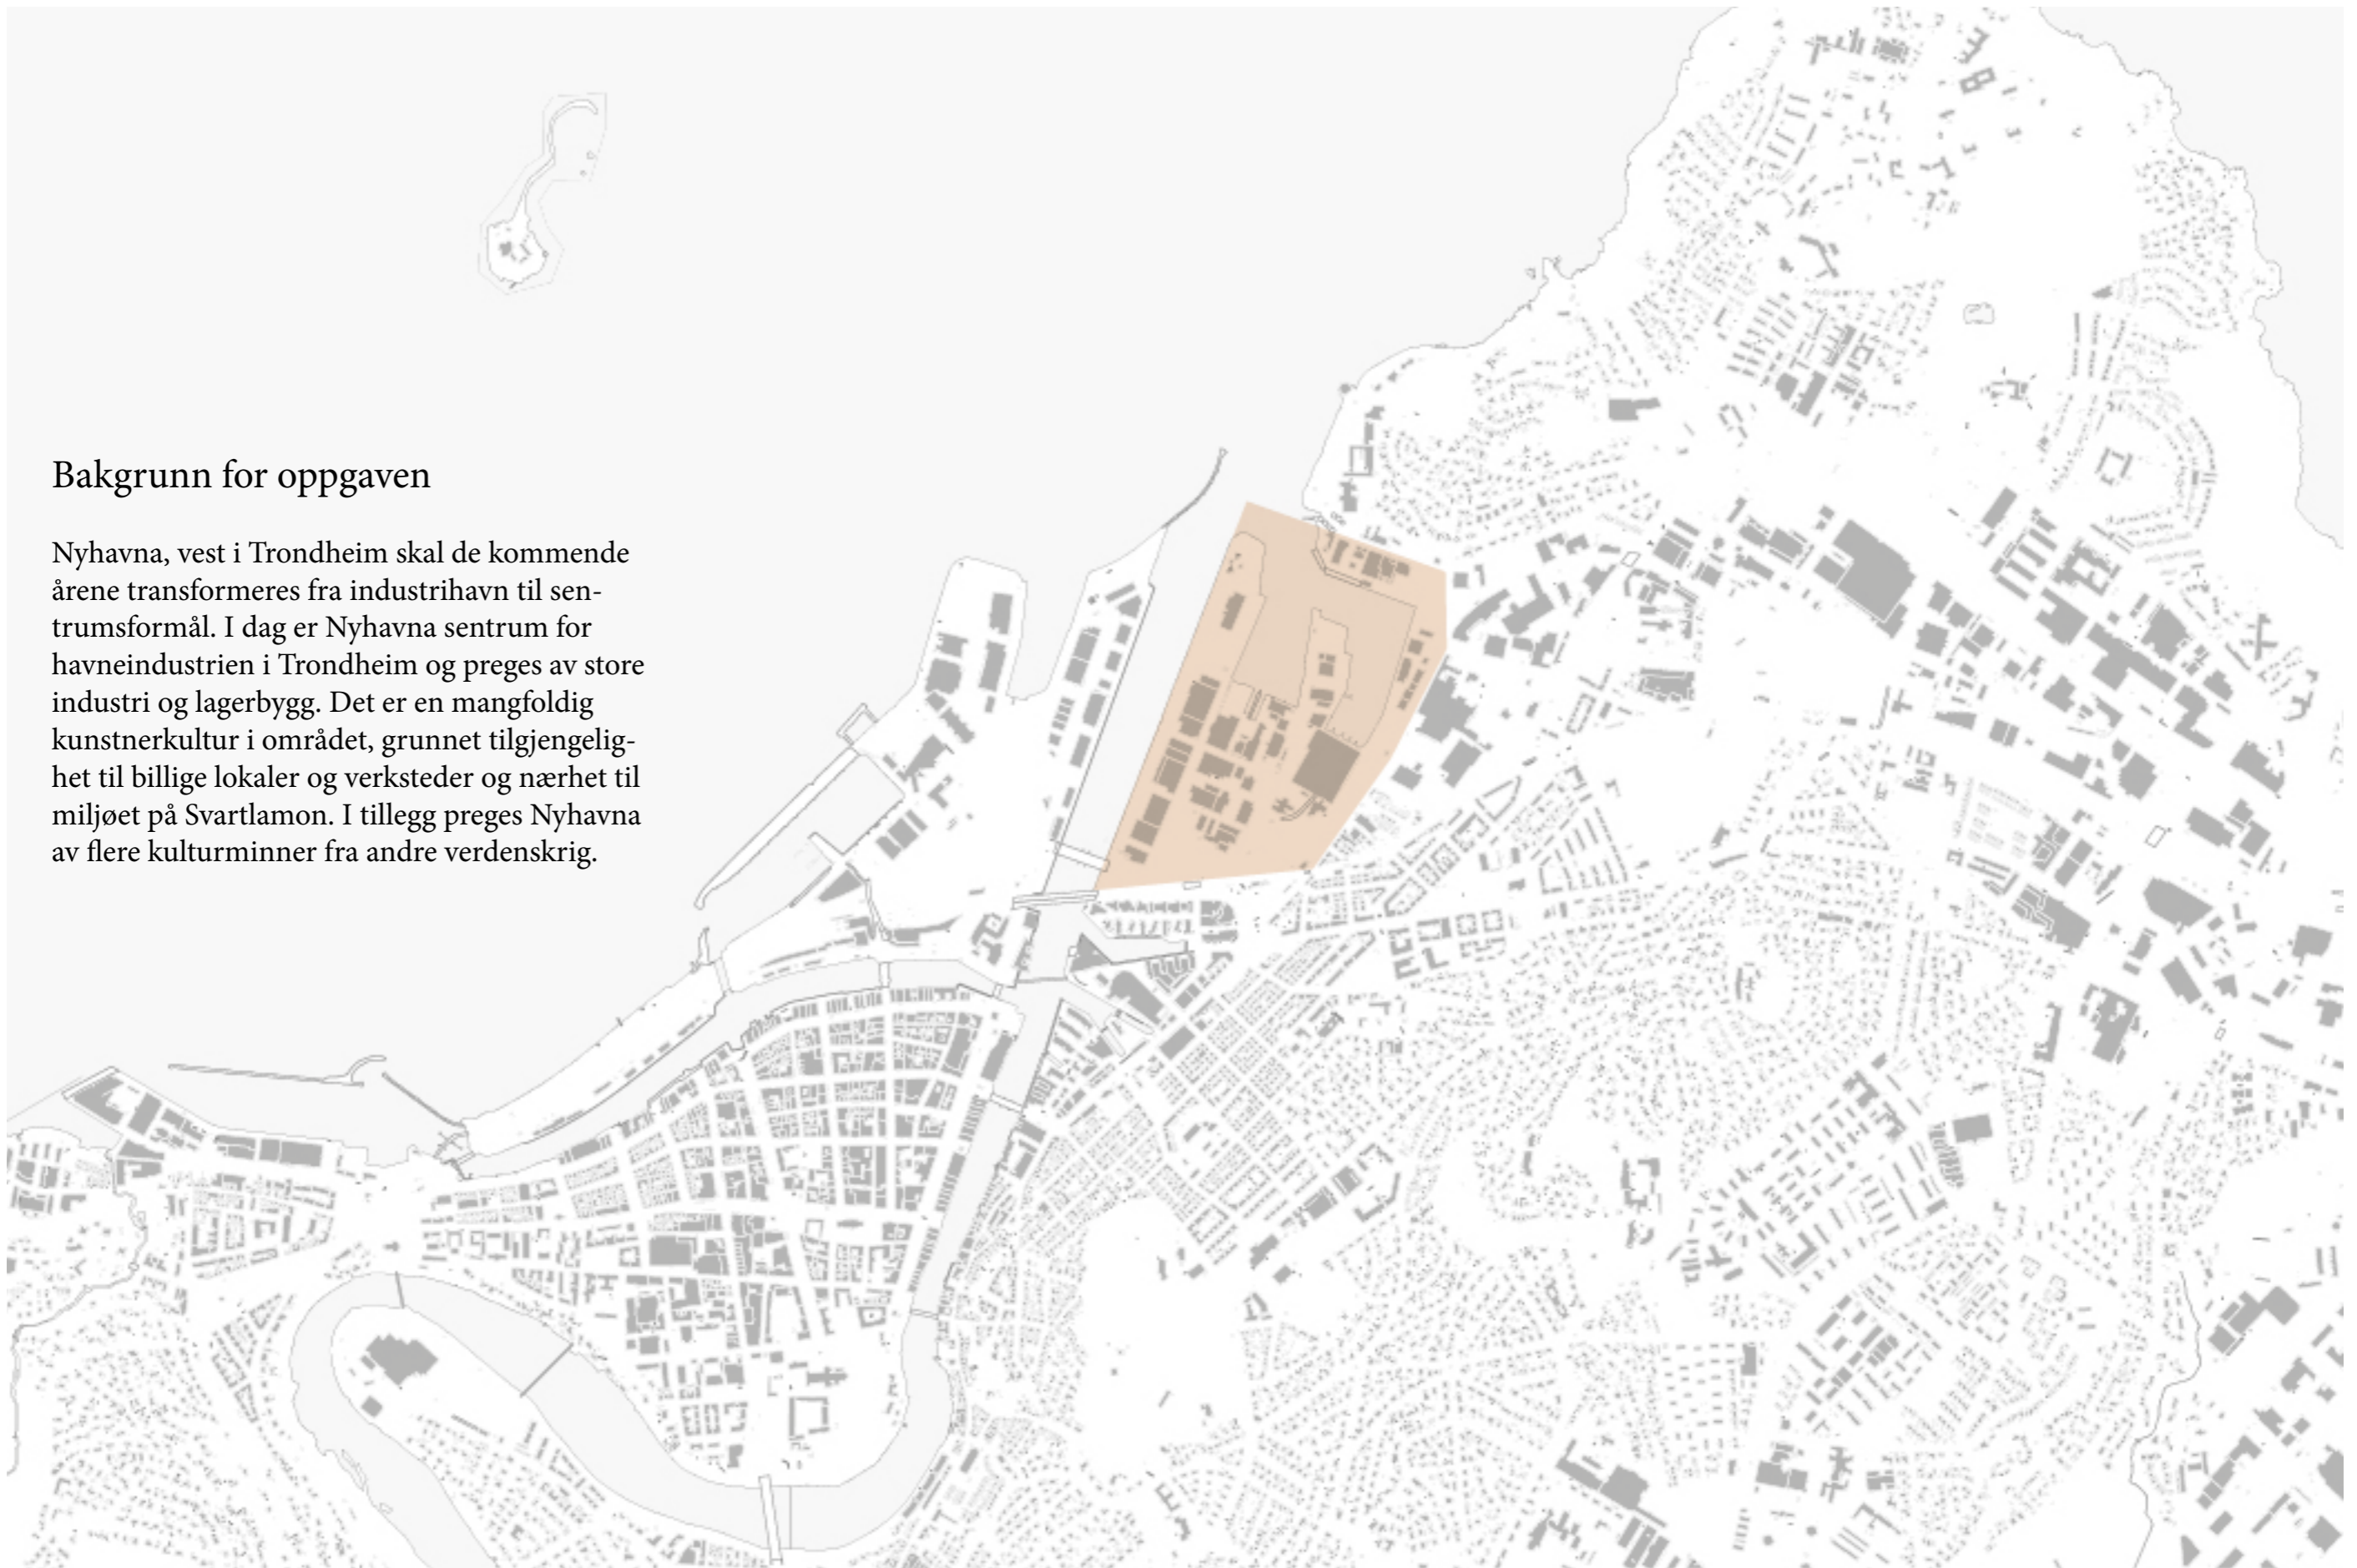 Bakgrunn for oppgaven
Nyhavna, vest i Trondheim skal de kommende
årene transformeres fra industrihavn til sen-
trumsformål. I dag er Nyhavna sentrum for
havneindustrien i Trondheim og preges av store
industri og lagerbygg. Det er en mangfoldig
kunstnerkultur i området, grunnet tilgjengelig-
het til billige lokaler og verksteder og nærhet til
miljøet på Svartlamon. I tillegg preges Nyhavna
av flere kulturminner fra andre verdenskrig.